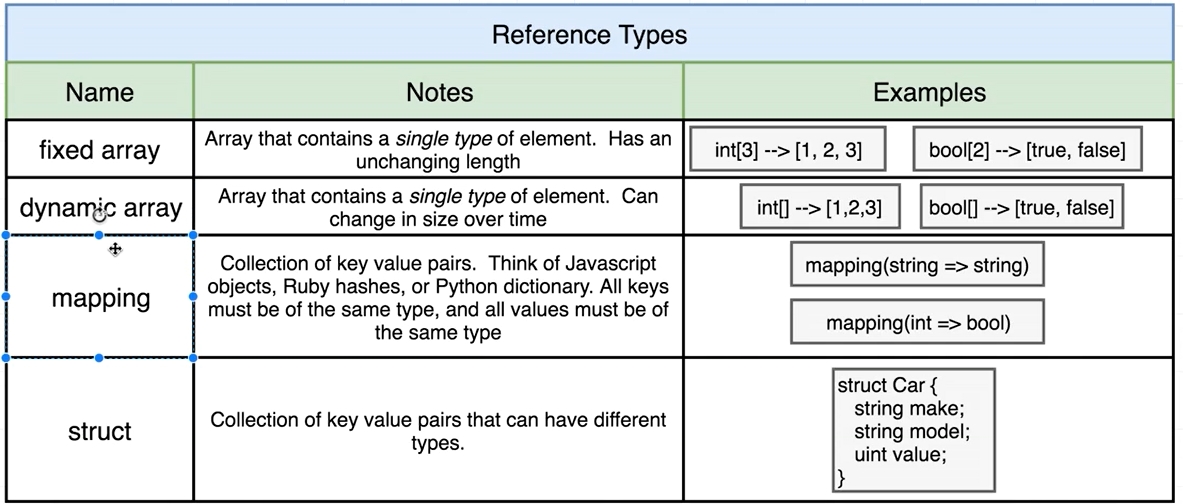 Reference Types
Name
Notes
Examples
fixed array
Array that contains a single type of element.  Has an
unchanging length
int[3] --> [1, 2, 3]
bool[2] --> [true, false]
dynamic array
Array that contains a single type of element.  Can
change in size over time
int[] --> [1,2,3]
bool[] --> [true, false]
mapping
Collection of key value pairs.  Think of Javascript
objects, Ruby hashes, or Python dictionary. All keys
must be of the same type, and all values must be of
the same type
mapping(string => string)
mapping(int => bool)
struct
Collection of key value pairs that can have different
types.
struct Car {
string make;
string model;
uint value;
}